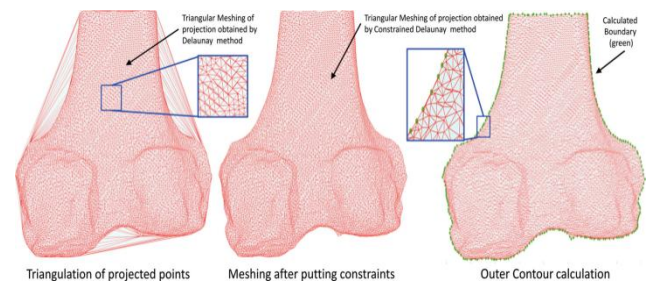 Triangular Meshing of
projection obtained by
Delaunay method
Triangular Meshing of projection obtained
by Constrained Delaunay method
Calculated
Boundary
(green)
Triangulation of projected points
Meshing after putting constraints
Outer Contour calculation